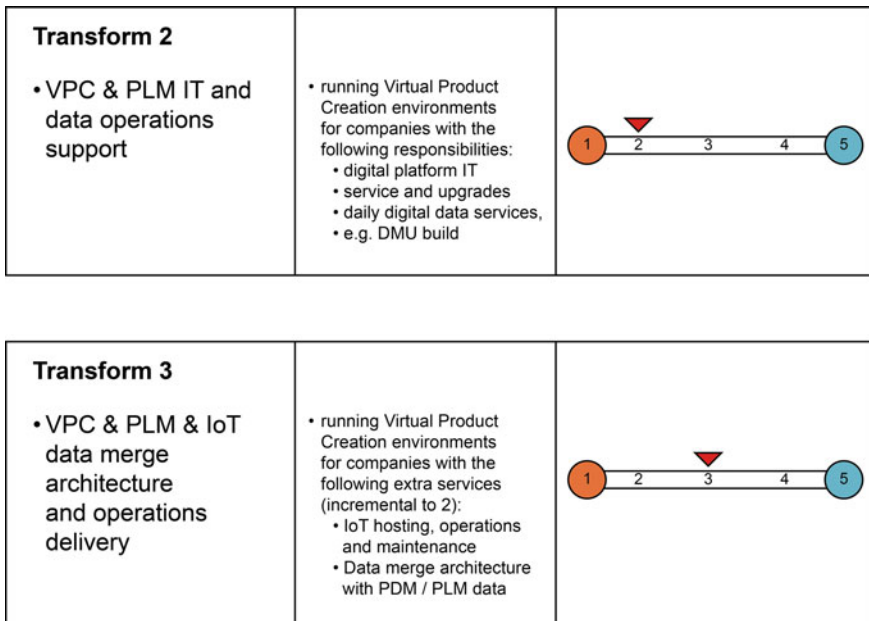 Transform 2
• VPC & PLM IT and
data operations
support
• running Virtual Product
Creation environments
for companies with the
following responsibilities:
• digital platform IT
• service and upgrades
• daily digital data services,
• e.g. DMU build
1 2 3 4 5
Transform 3
• VPC & PLM & IoT
data merge
architecture
and operations
delivery
• running Virtual Product
Creation environments
for companies with the
following extra services
(incremental to 2):
• IoT hosting, operations
and maintenance
• Data merge architecture
with PDM / PLM data
1 2 3 4 5